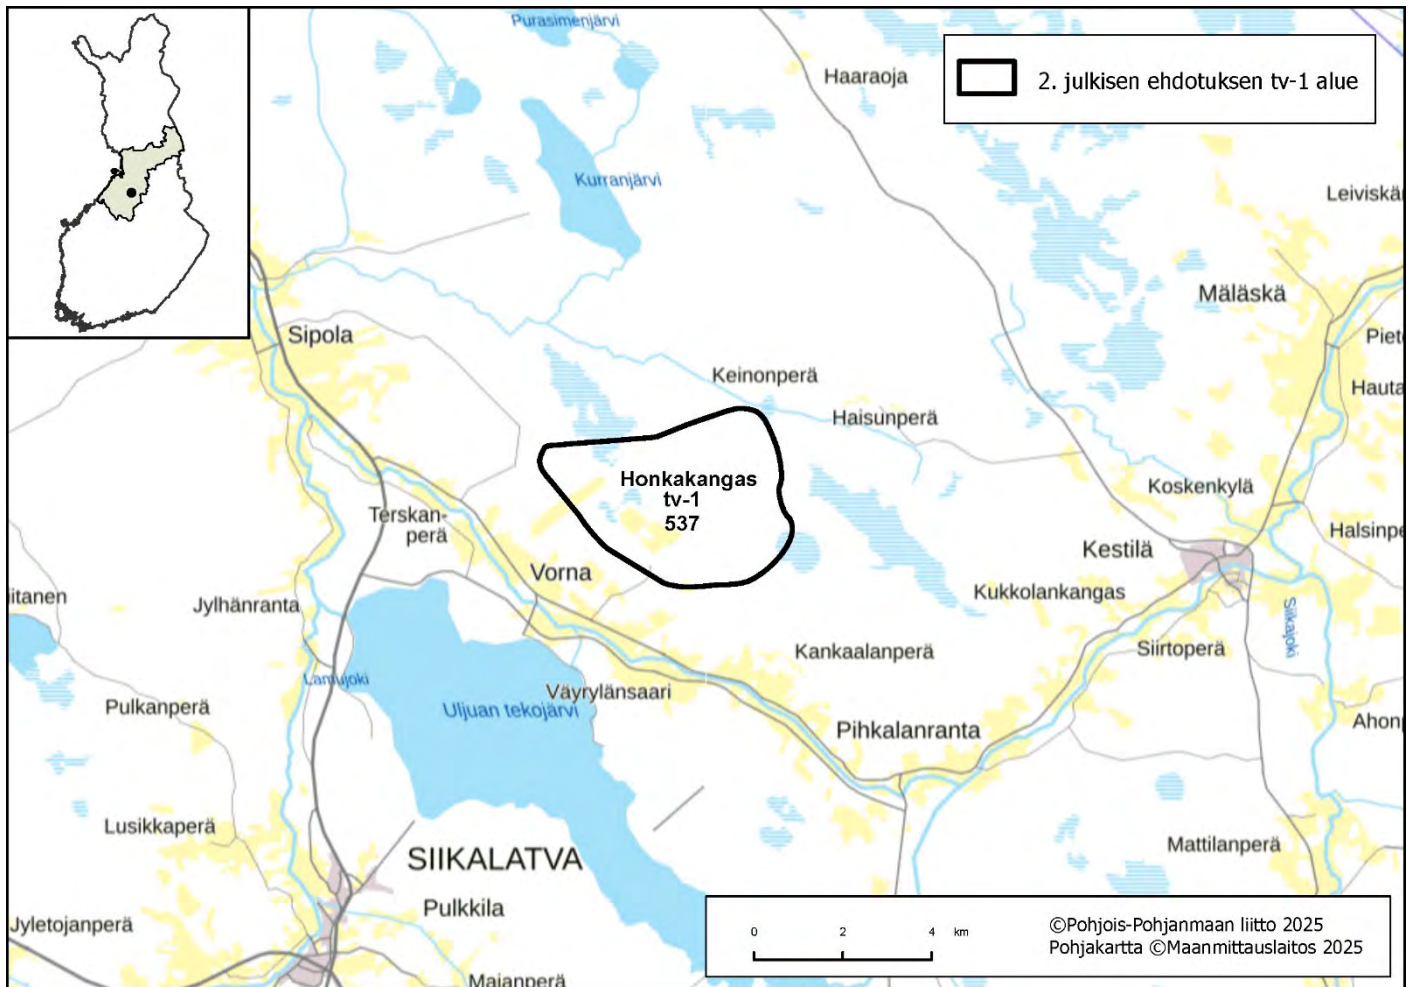 Purasimenjärvi
Haaraoja
2. julkisen ehdotuksen tv-1 alue
Kurranjärvi
Mäläskä
Sipola
Keinonperä
Haisunperä
Honkakangas
tv-1
537
Koskenkylä
Terskan-
perä
Halsinpe
Kestilä
Vorna
Kukkolankangas
iitanen
Jylhänranta
Siikajoki
Kankaalanperä
Siirtoperä
Lamujoki
Väyrylänsaari
Pulkanperä
Uljuan tekojärvi
Pihkalanranta
Lusikkaperä
Mattilanperä
SIIKALATVA
Pulkkila
Jyletojanperä
0 2 4 km
©Pohjois-Pohjanmaan liitto 2025
Pohjakartta ©Maanmittauslaitos 2025
Majanperä
Leiviskä
Piet
Hauta
Ahon